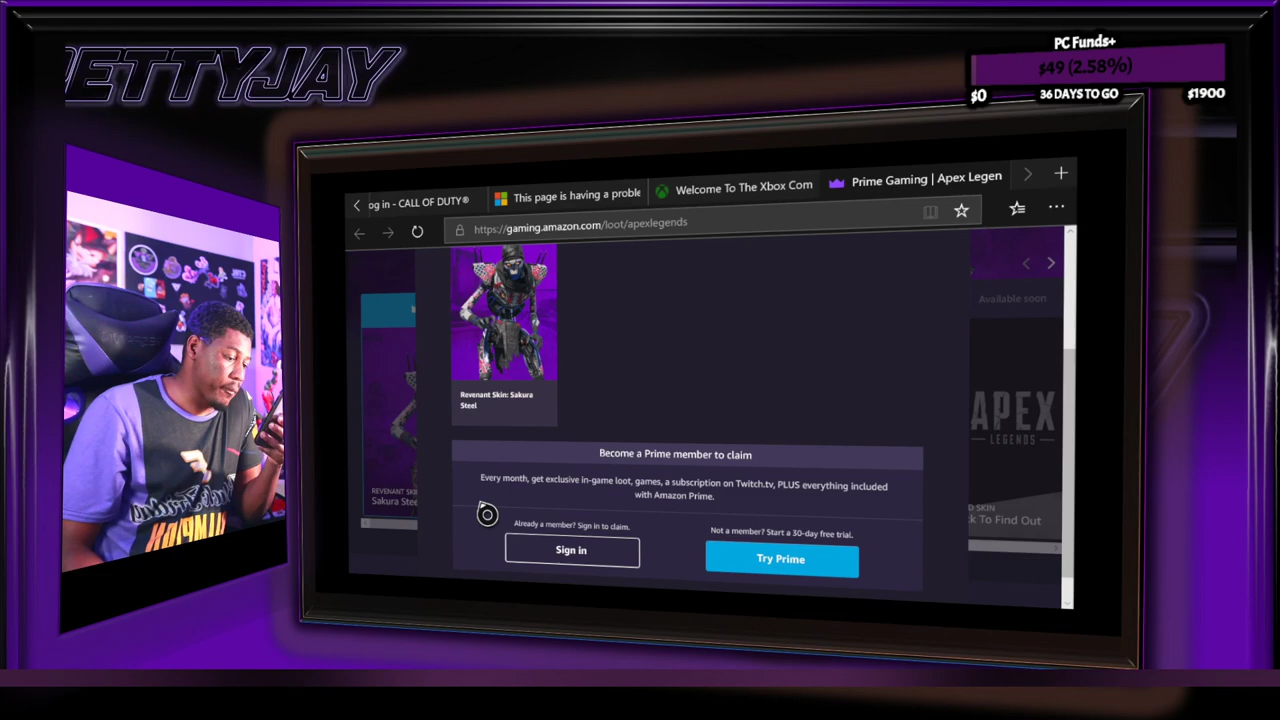 ETTYJAY
PC Funds+
$49 (2.58%)
$0
36 DAYS TO GO
$1900
og in - CALL OF DUTY®
This page is having a proble
Welcome To The Xbox Com
Prime Gaming | Apex Legen
https://gaming.amazon.com/loot/apexlegends
Available soon
Revenant Skin: Sakura
Steel
APEX
LEGENDS
Become a Prime member to claim
Every month, get exclusive in-game loot, games, a subscription on Twitch.tv, PLUS everything included
with Amazon Prime.
REVENANT SK
Sakura Stee
D SKIN
ck To Find Out
Already a member? Sign in to claim.
Sign in
Not a member? Start a 30-day free trial.
Try Prime